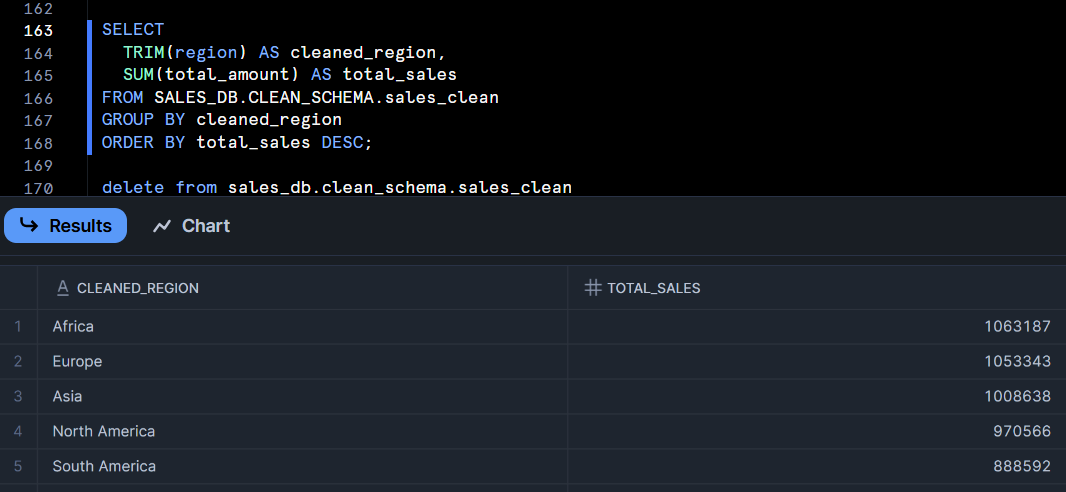 162
163 SELECT
164 TRIM(region) AS cleaned_region,
165 SUM(total_amount) AS total_sales
166 FROM SALES_DB.CLEAN_SCHEMA.sales_clean
167 GROUP BY cleaned_region
168 ORDER BY total_sales DESC;
169
170 delete from sales_db.clean_schema.sales_clean
Results Chart
A CLEANED_REGION # TOTAL_SALES
1 Africa 1063187
2 Europe 1053343
3 Asia 1008638
4 North America 970566
5 South America 888592